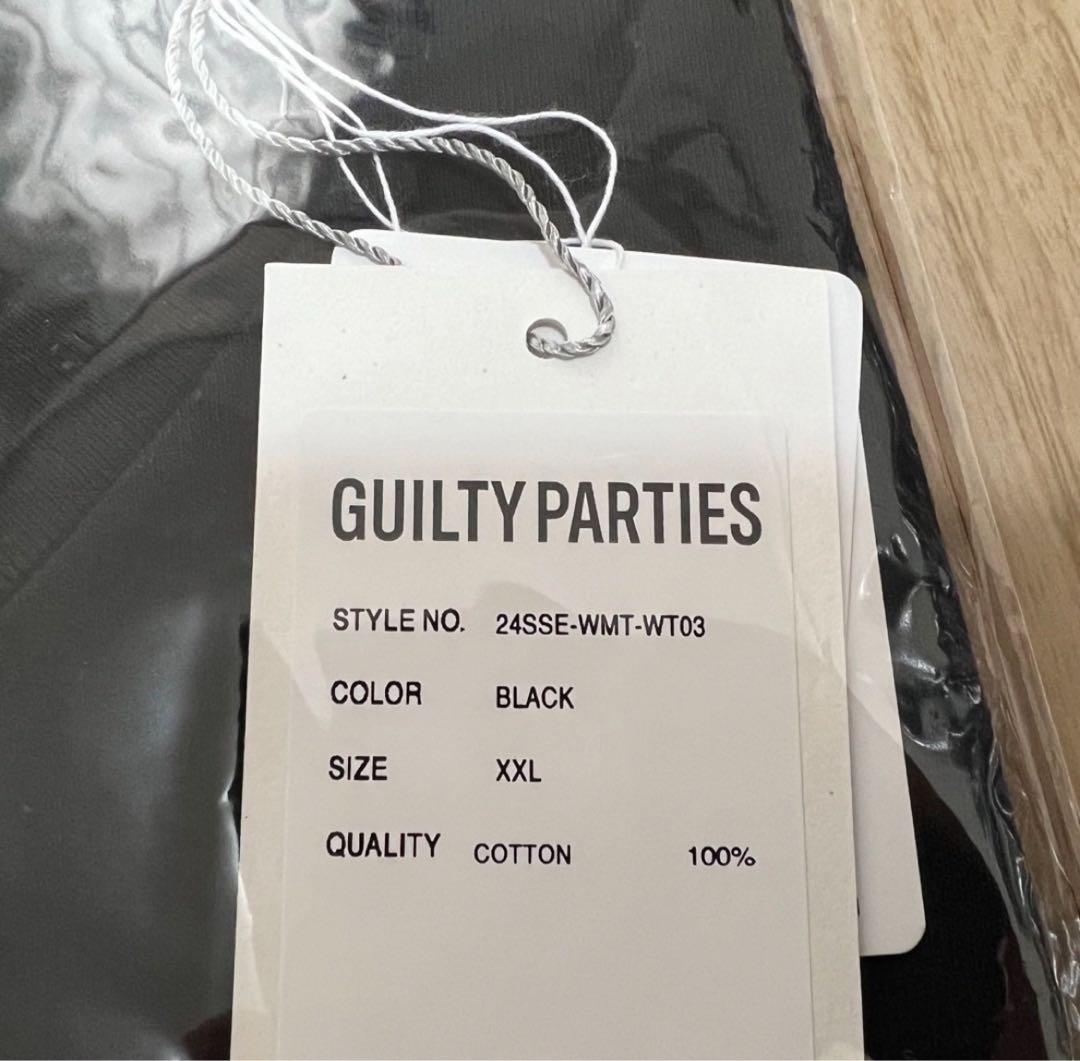 GUILTY PARTIES
STYLE NO. 24SSE-WMT-WT03
COLOR BLACK
SIZE XXL
QUALITY COTTON 100%